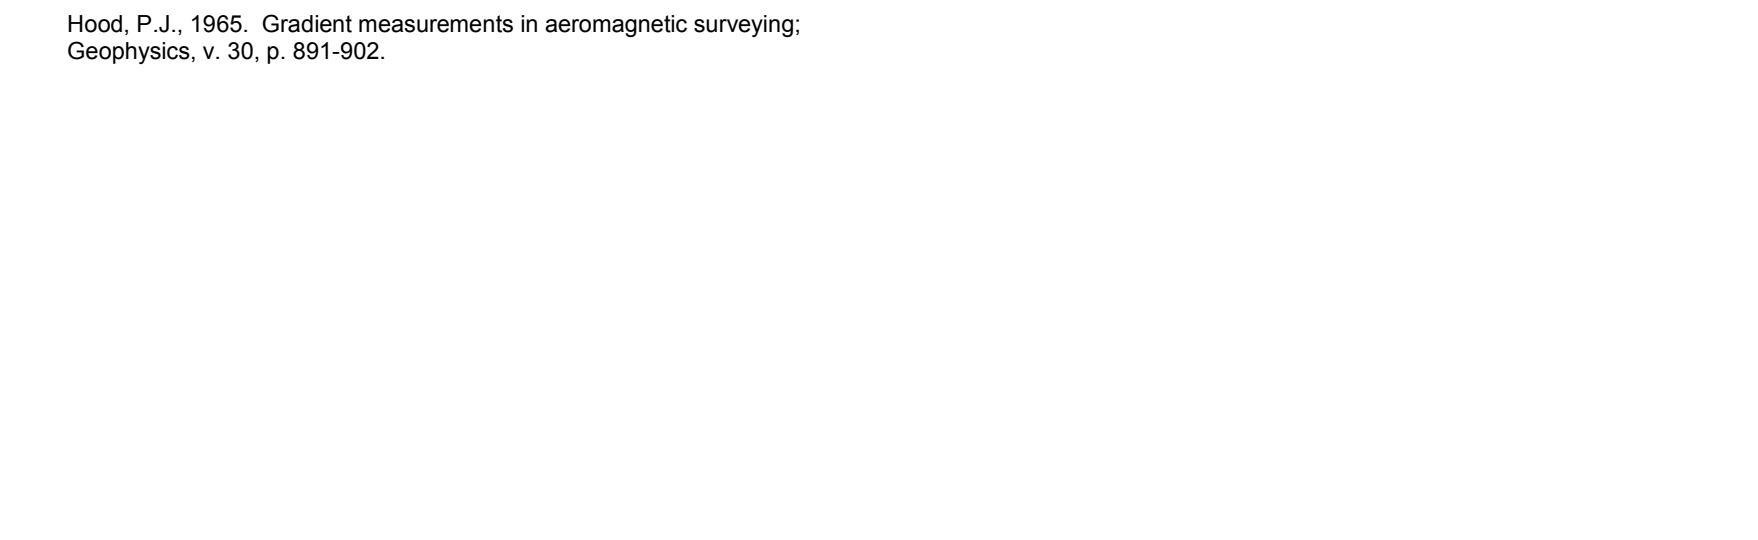 Hood, P.J., 1965.  Gradient measurements in aeromagnetic surveying;
Geophysics, v. 30, p. 891-902.